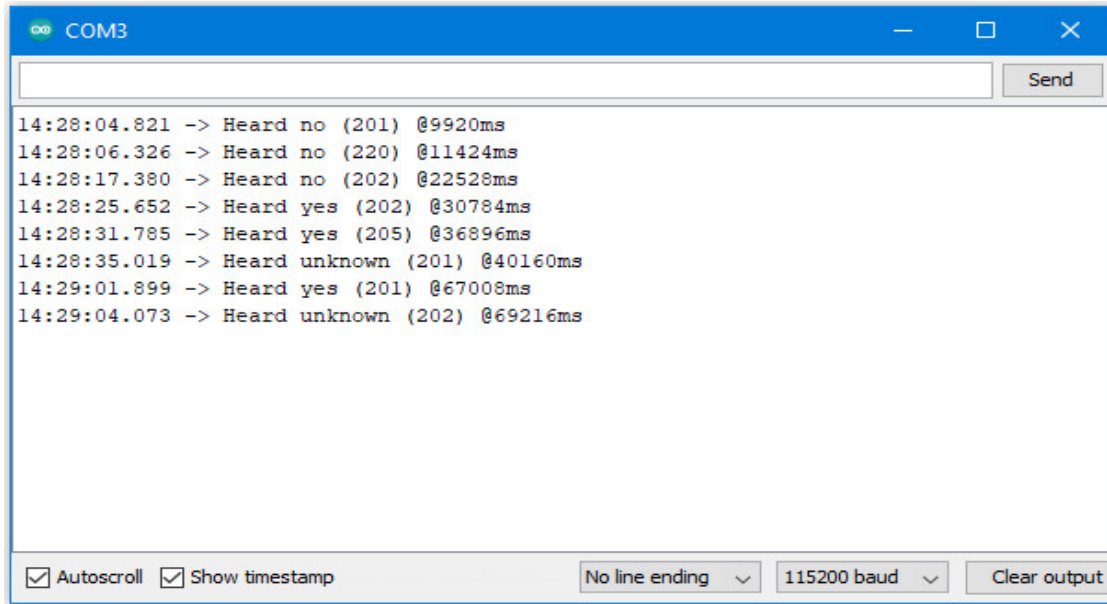 COM3
Send
14:28:04.821 -> Heard no (201) @9920ms
14:28:06.326 -> Heard no (220) @11424ms
14:28:17.380 -> Heard no (202) @22528ms
14:28:25.652 -> Heard yes (202) @30784ms
14:28:31.785 -> Heard yes (205) @36896ms
14:28:35.019 -> Heard unknown (201) @40160ms
14:29:01.899 -> Heard yes (201) @67008ms
14:29:04.073 -> Heard unknown (202) @69216ms
Autoscroll Show timestamp No line ending 115200 baud Clear output